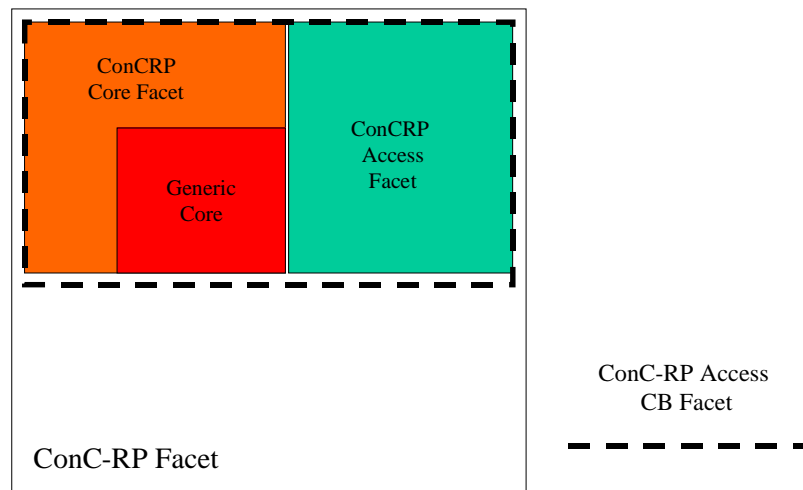 ConCRP
Core Facet
ConCRP
Access
Facet
Generic
Core
ConC-RP Access
CB Facet
ConC-RP Facet